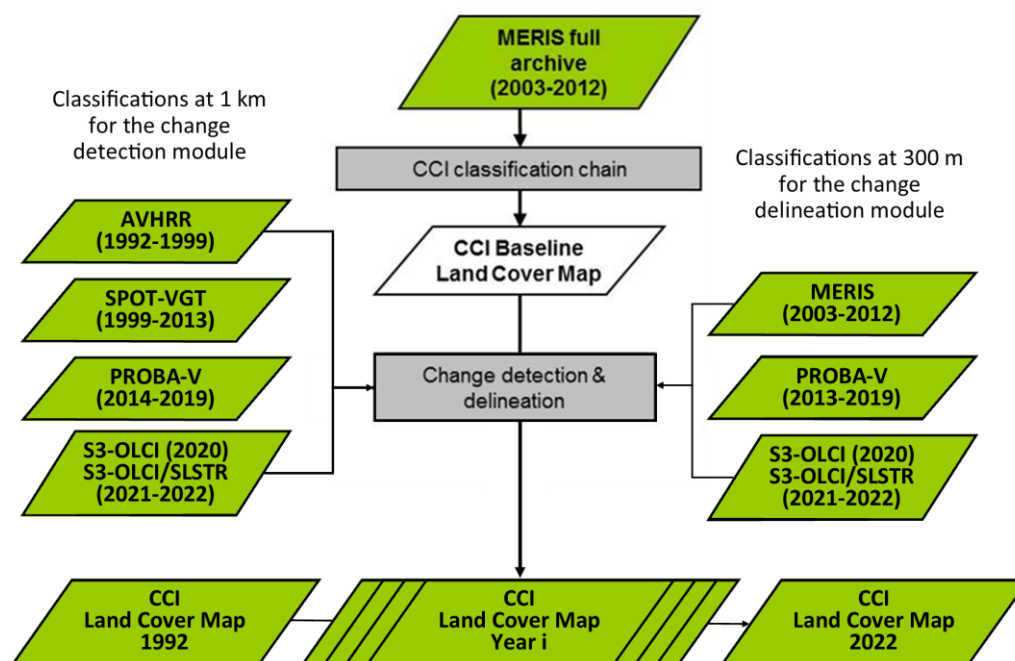 MERIS full
archive
(2003-2012)
Classifications at 1 km
for the change
detection module
CCI classification chain
Classifications at 300 m
for the change
delineation module
AVHRR
(1992-1999)
CCI Baseline
Land Cover Map
SPOT-VGT
(1999-2013)
MERIS
(2003-2012)
PROBA-V
(2014-2019)
Change detection &
delineation
PROBA-V
(2013-2019)
S3-OLCI (2020)
S3-OLCI/SLSTR
(2021-2022)
S3-OLCI (2020)
S3-OLCI/SLSTR
(2021-2022)
CCI
Land Cover Map
1992
CCI
Land Cover Map
Year i
CCI
Land Cover Map
2022